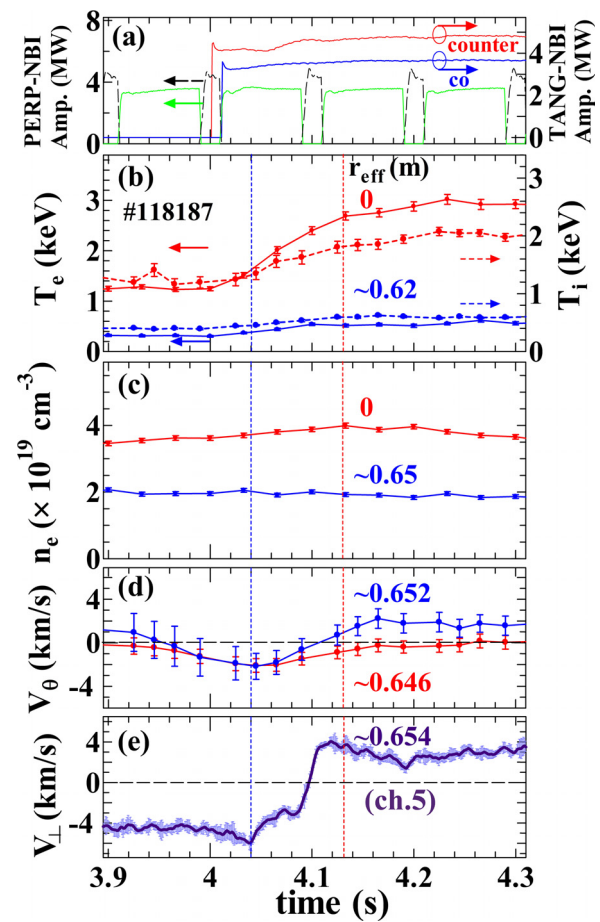 (a)
PERP-NBI
Amp. (MW)
8
4
0
counter
co
4
2
0
TANG-NBI
Amp. (MW)
(b)
#118187
r_eff (m)
0
~0.62
T_e (keV)
3
2
1
0
3
2
1
0
T_i (keV)
(c)
0
~0.65
n_e (× 10^19 cm^-3)
6
4
2
0
(d)
~0.652
~0.646
V_θ (km/s)
4
0
-4
(e)
~0.654
(ch.5)
V_⊥ (km/s)
4
0
-4
3.9
4
4.1
4.2
4.3
time (s)